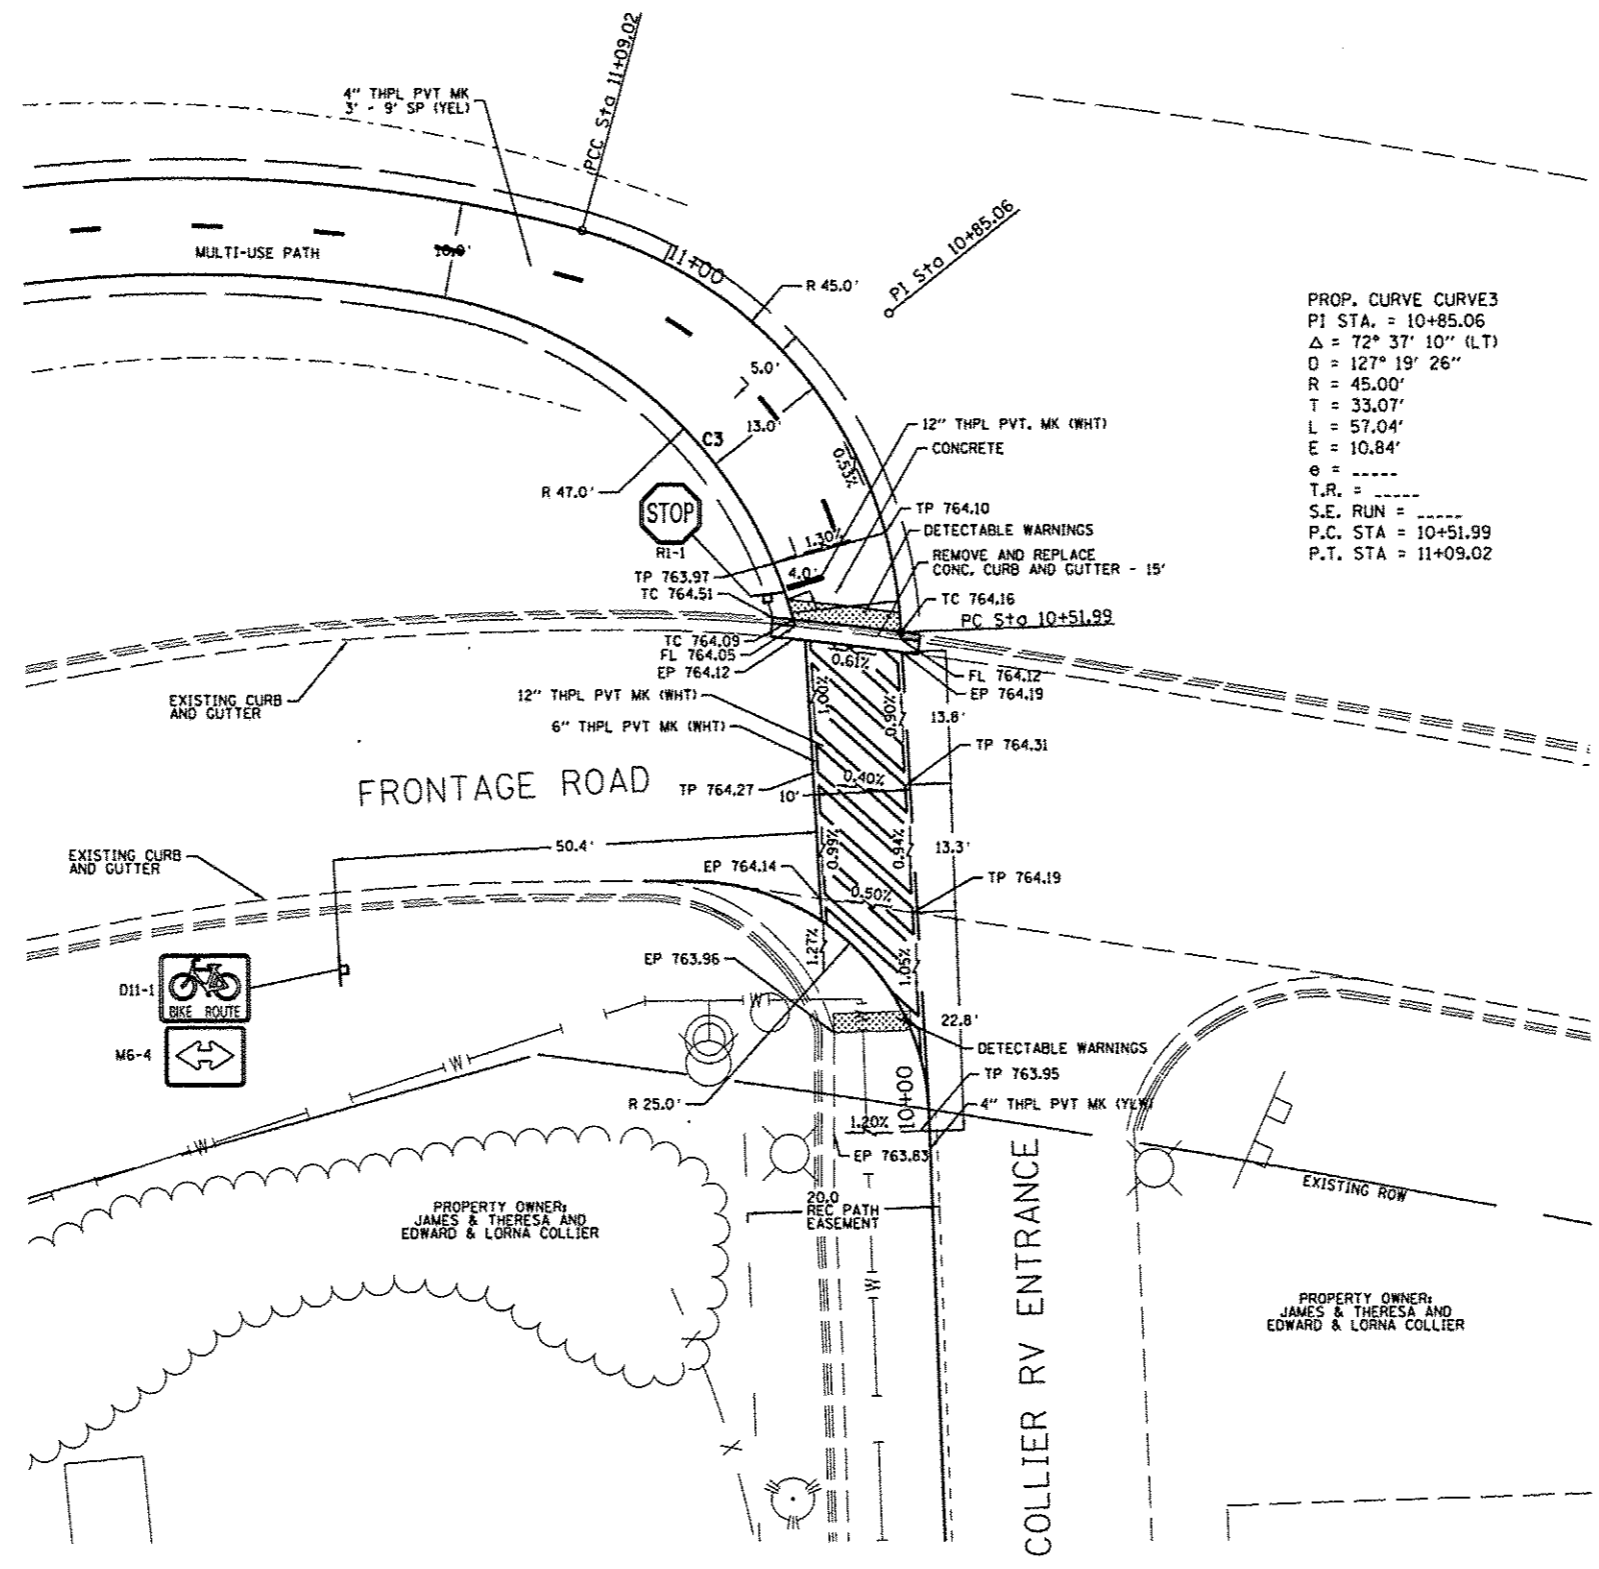 PCC Sta 11+09.02
4" THPL PVT MK
3' - 9' SP (YEL)
11+00
PI Sta 10+85.06
MULTI-USE PATH
10.0'
R 45.0'
PROP. CURVE CURVE3
PI STA. = 10+85.06
Δ = 72° 37' 10" (LT)
D = 127° 19' 26"
R = 45.00'
T = 33.07'
L = 57.04'
E = 10.84'
e = _____
T.R. = _____
S.E. RUN = _____
P.C. STA = 10+51.99
P.T. STA = 11+09.02
5.0'
13.0'
C3
0.53%
12" THPL PVT. MK (WHT)
CONCRETE
R 47.0'
STOP
R1-1
TP 764.10
DETECTABLE WARNINGS
1.30%
REMOVE AND REPLACE
CONC. CURB AND GUTTER - 15'
TP 763.97
4.0'
TC 764.51
TC 764.16
PC Sta 10+51.99
TC 764.09
FL 764.05
EP 764.12
0.61%
FL 764.12
EP 764.19
EXISTING CURB
AND GUTTER
12" THPL PVT MK (WHT)
1.00%
0.90%
13.8'
6" THPL PVT MK (WHT)
TP 764.31
FRONTAGE ROAD
TP 764.27
0.40%
10'
50.4'
0.99%
0.94%
13.3'
EXISTING CURB
AND GUTTER
EP 764.14
TP 764.19
0.50%
EP 763.96
1.27%
1.05%
D11-1
BIKE ROUTE
W
22.8'
M6-4
DETECTABLE WARNINGS
W
TP 763.95
R 25.0'
10+00
4" THPL PVT MK (YLW)
1.20%
W
EP 763.83
EXISTING ROW
20.0
REC PATH
EASEMENT
PROPERTY OWNER:
JAMES & THERESA AND
EDWARD & LORNA COLLIER
W
COLLIER RV ENTRANCE
PROPERTY OWNER:
JAMES & THERESA AND
EDWARD & LORNA COLLIER